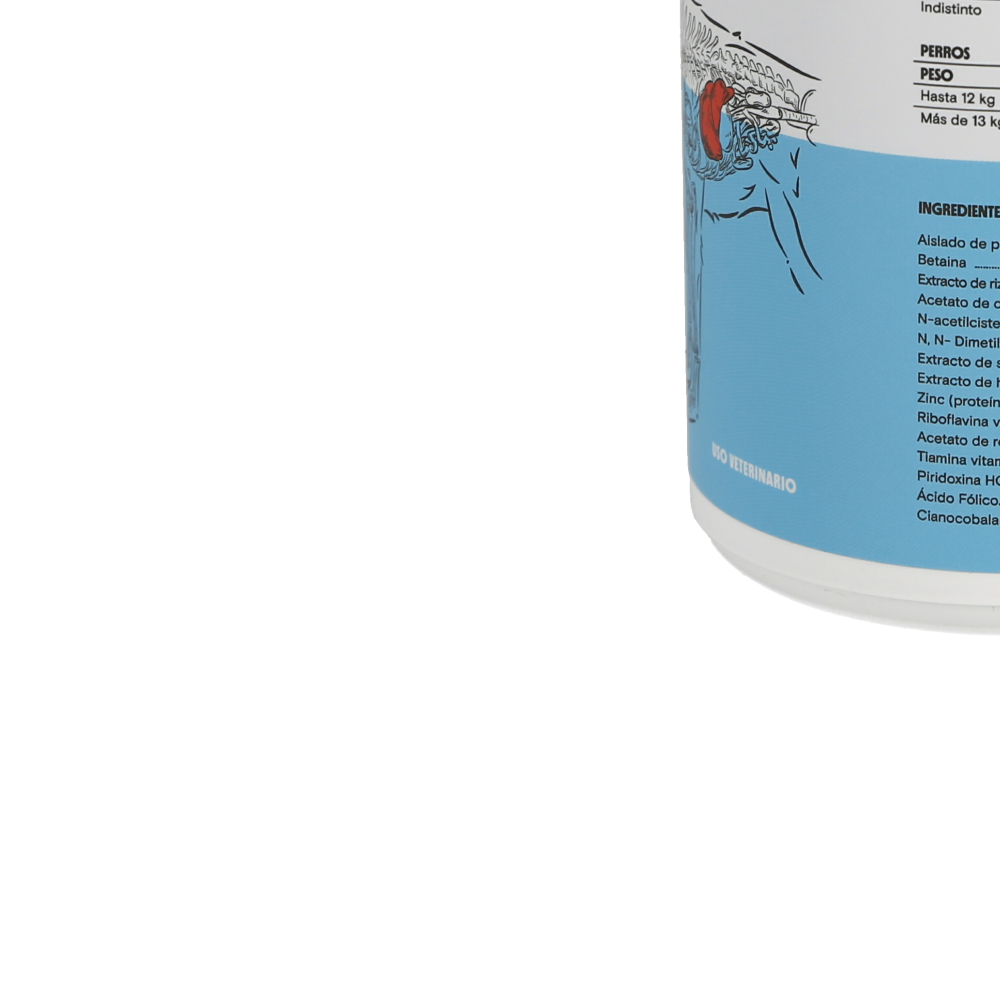 Indistinto
PERROS
PESO
Hasta 12 kg
Más de 13 kg
INGREDIENTE
Aislado de p
Betaina
Extracto de riz
Acetato de
N-acetilciste
N, N- Dimetil
Extracto de s
Extracto de
Zinc (proteín
Riboflavina v
Acetato de re
Tiamina vitam
Piridoxina HC
Ácido Fólico
Cianocobala
USO VETERINARIO